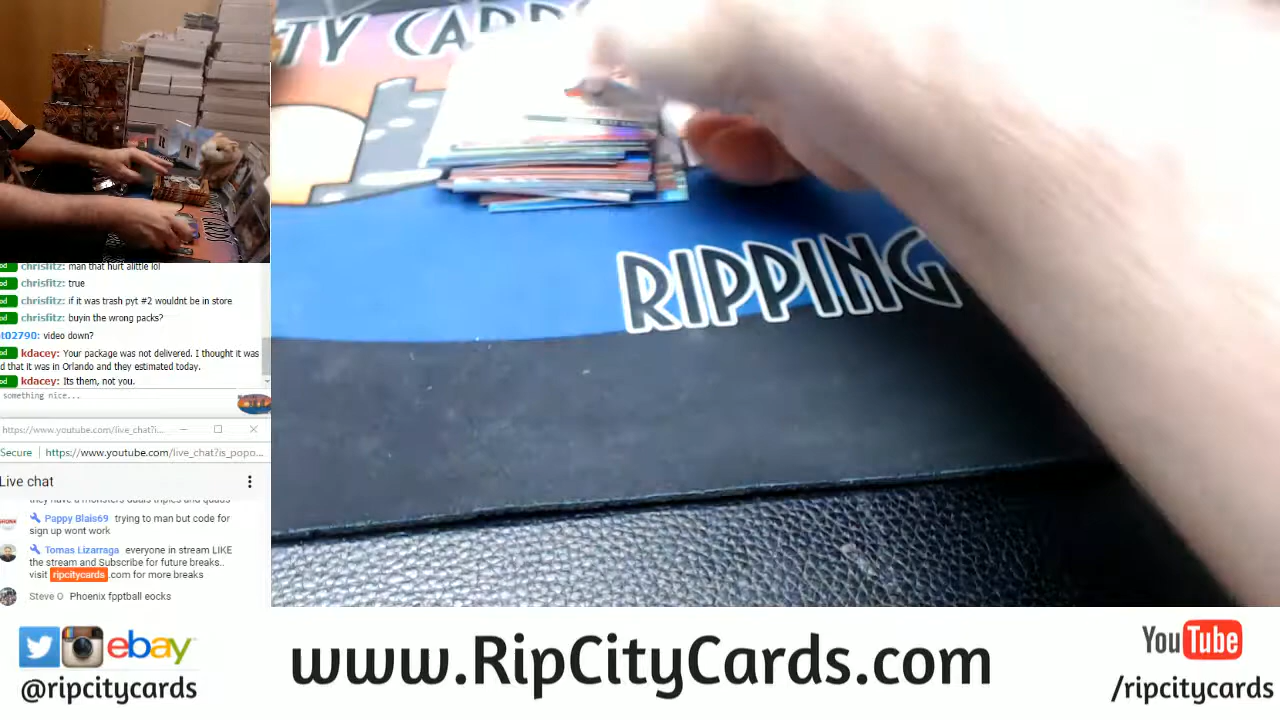 TY CARDS
RIPPING
chrisfitz: man that hurt alittle lol
chrisfitz: true
chrisfitz: if it was trash pyt #2 wouldnt be in store
chrisfitz: buyin the wrong packs?
t02790: video down?
kdacey: Your package was not delivered. I thought it was
d that it was in Orlando and they estimated today.
kdacey: Its them, not you.
something nice...
https://www.youtube.com/live_chat?i...
Secure https://www.youtube.com/live_chat?is_popo...
Live chat
they have a monsters duals triples and quads
Pappy Blais69 trying to man but code for
sign up wont work
Tomas Lizarraga everyone in stream LIKE
the stream and Subscribe for future breaks..
visit ripcitycards.com for more breaks
Steve O Phoenix fpptball eocks
ebay
@ripcitycards
www.RipCityCards.com
YouTube
/ripcitycards